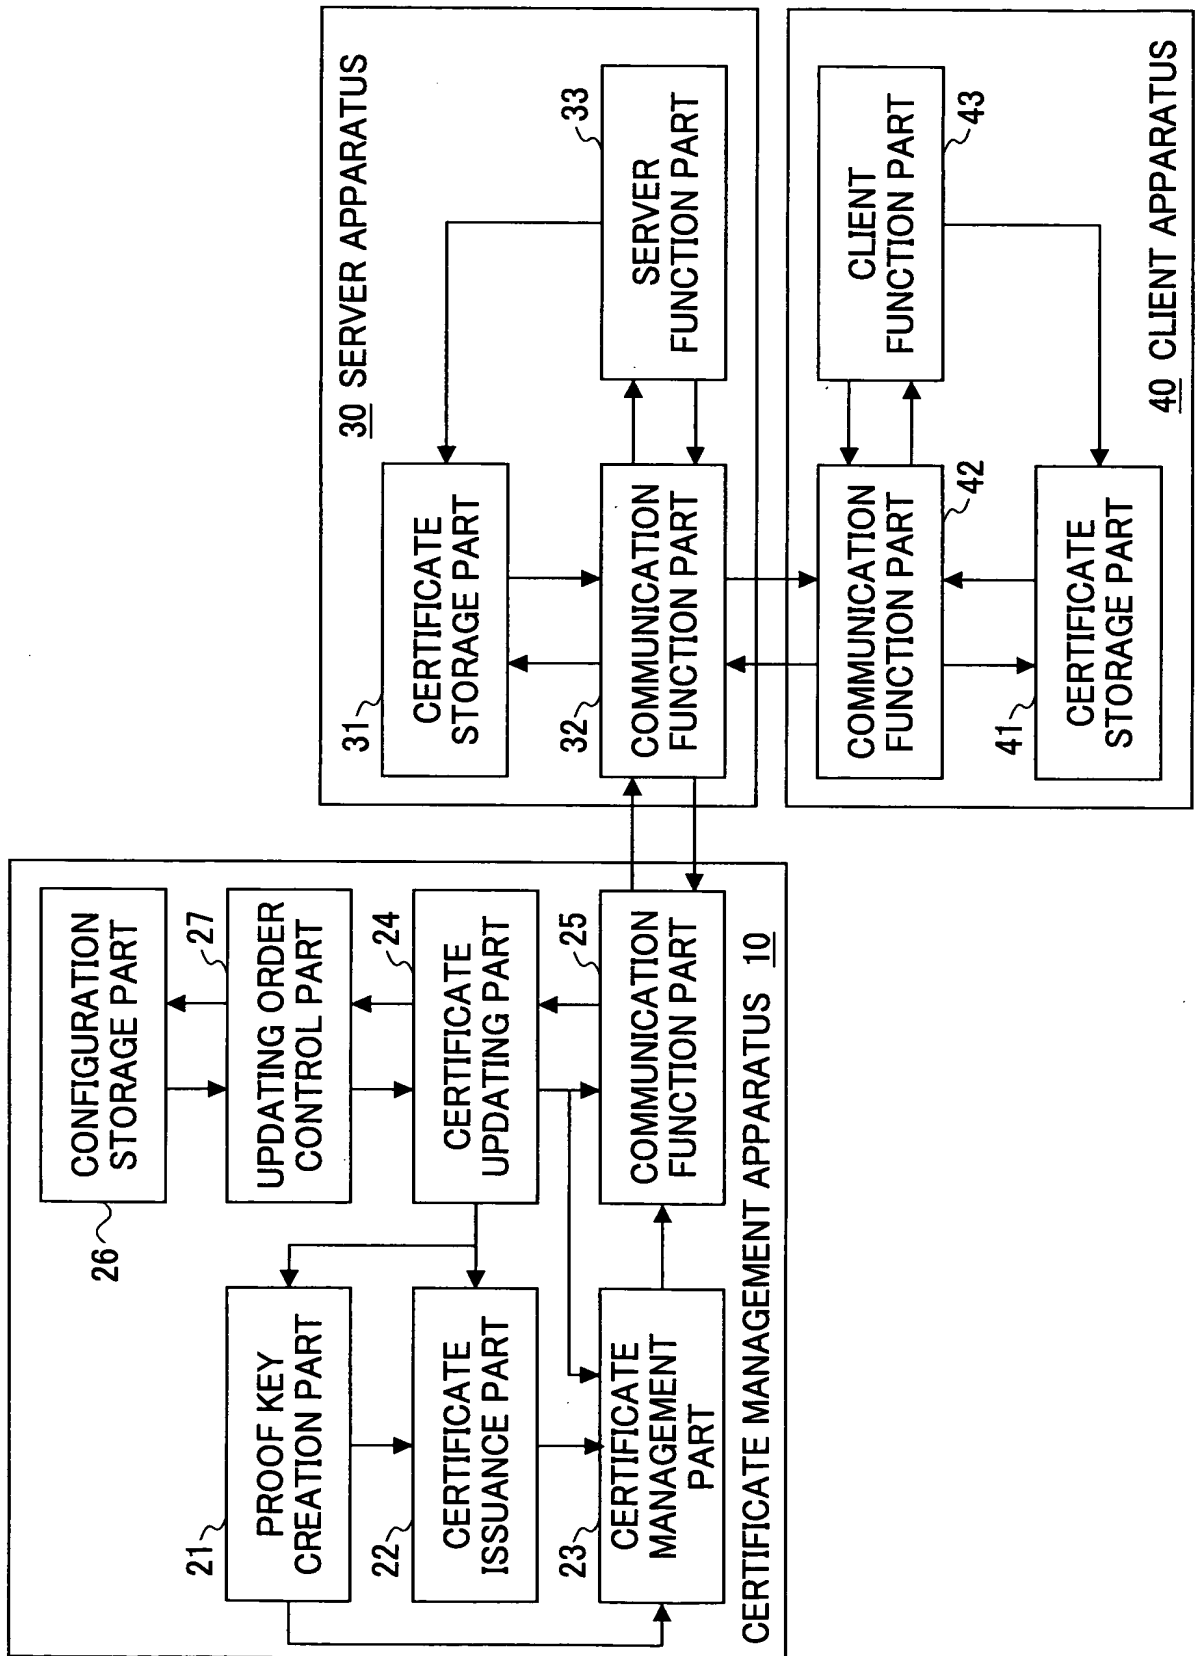 26
CONFIGURATION
STORAGE PART
27
UPDATING ORDER
CONTROL PART
24
CERTIFICATE
UPDATING PART
25
COMMUNICATION
FUNCTION PART
21
PROOF KEY
CREATION PART
22
CERTIFICATE
ISSUANCE PART
23
CERTIFICATE
MANAGEMENT
PART
CERTIFICATE MANAGEMENT APPARATUS 10
30 SERVER APPARATUS
31
CERTIFICATE
STORAGE PART
32
COMMUNICATION
FUNCTION PART
33
SERVER
FUNCTION PART
COMMUNICATION
FUNCTION PART
42
CLIENT
FUNCTION PART
43
41
CERTIFICATE
STORAGE PART
40 CLIENT APPARATUS